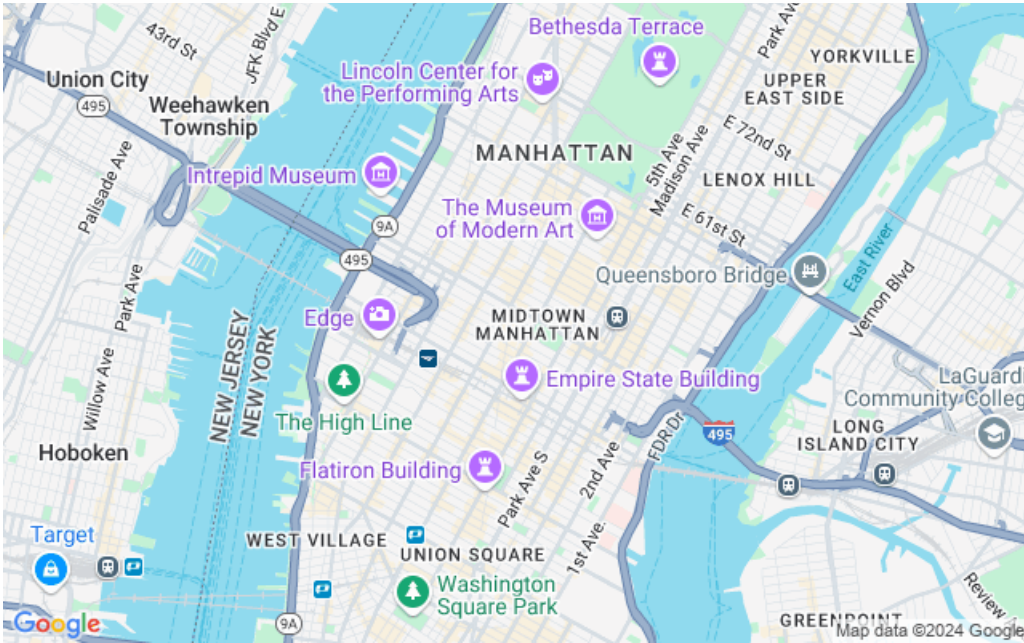 43rd St
JFK Blvd E
Bethesda Terrace
Park Ave
YORKVILLE
Union City
495
Lincoln Center for
the Performing Arts
UPPER
EAST SIDE
Weehawken
Township
E 72nd St
MANHATTAN
5th Ave
Madison Ave
LENOX HILL
Palisade Ave
Intrepid Museum
The Museum
of Modern Art
E 61st St
9A
495
Queensboro Bridge
East River
Vernon Blvd
Park Ave
Edge
MIDTOWN
MANHATTAN
NEW JERSEY
NEW YORK
Willow Ave
Empire State Building
The High Line
LaGuardi
Community Colleg
FDR Dr
495
LONG
ISLAND CITY
Hoboken
Flatiron Building
Park Ave S
2nd Ave
1st Ave.
Target
WEST VILLAGE
UNION SQUARE
Washington
Square Park
Review
9A
GREENPOINT
Google
Map data ©2024 Google